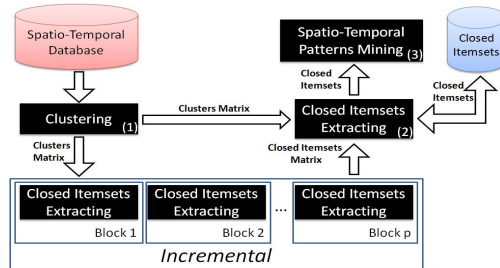 Spatio-Temporal
Database
Spatio-Temporal
Patterns Mining (3)
Closed
Itemsets
Closed
Itemsets
Closed
Itemsets
Clustering (1)
Clusters Matrix
Closed Itemsets
Extracting (2)
Clusters
Matrix
Closed Itemsets
Matrix
Closed Itemsets
Extracting
Block 1
Closed Itemsets
Extracting
Block 2
...
Closed Itemsets
Extracting
Block p
Incremental